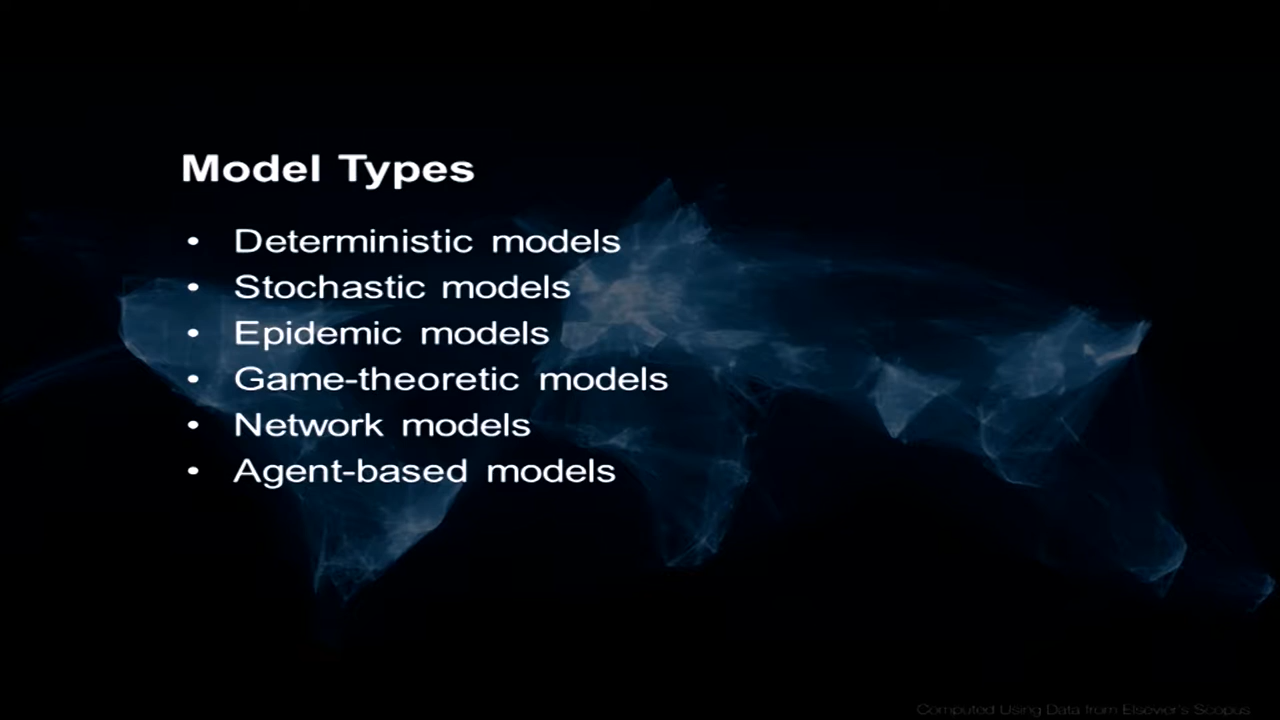 Model Types
• Deterministic models
• Stochastic models
• Epidemic models
• Game-theoretic models
• Network models
• Agent-based models
Computed Using Data from Elsevier's Scopus